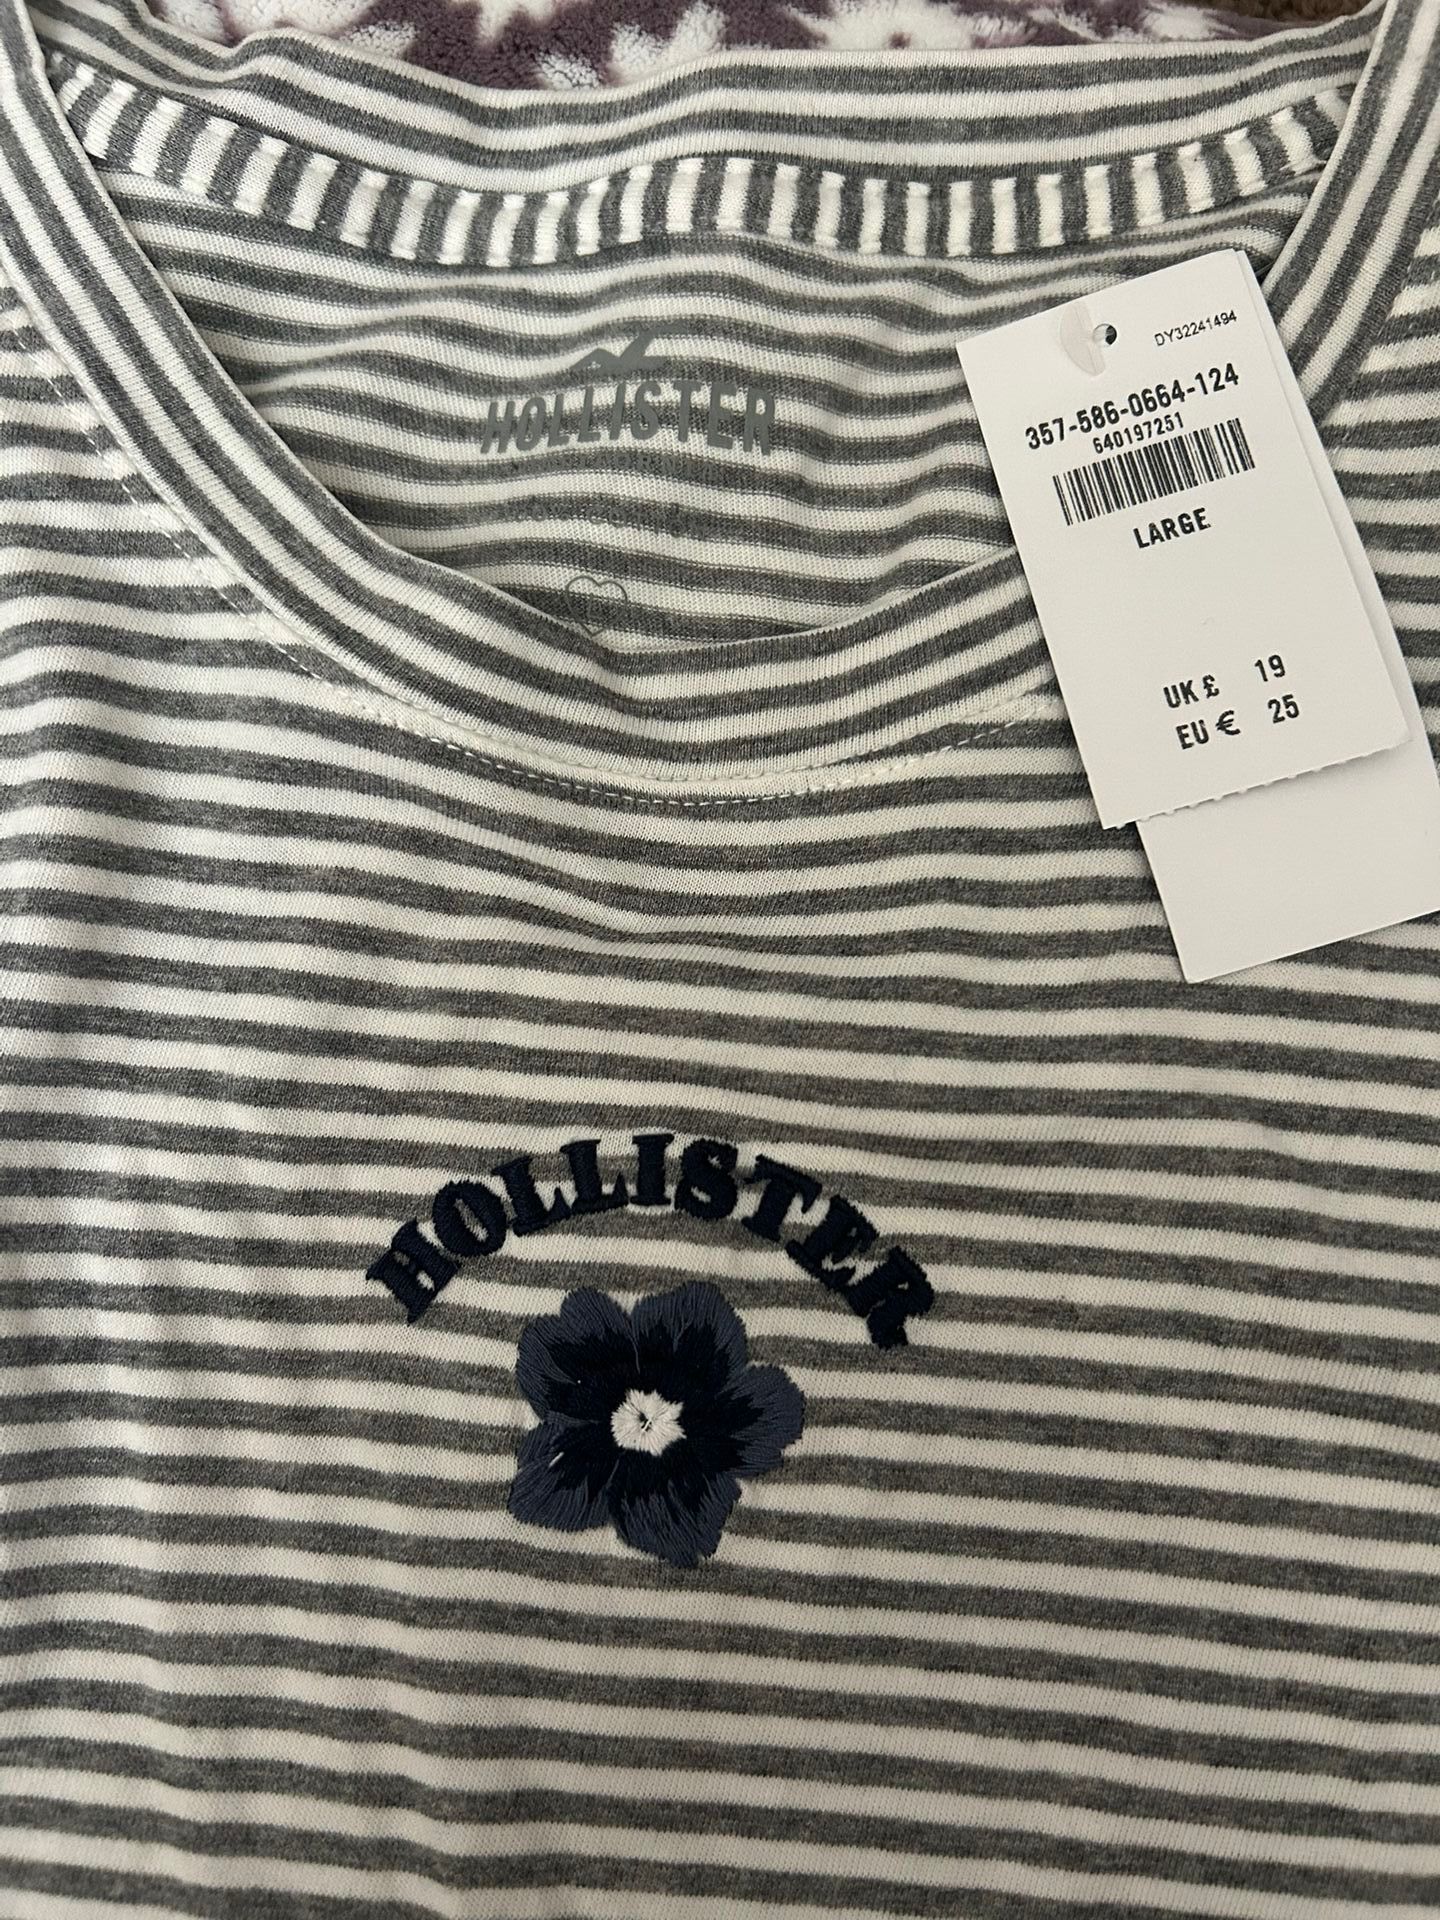 DY32241494
357-586-0664-124
640197251
LARGE
UK £ 19
EU € 25
HOLLISTER
HOLLISTER